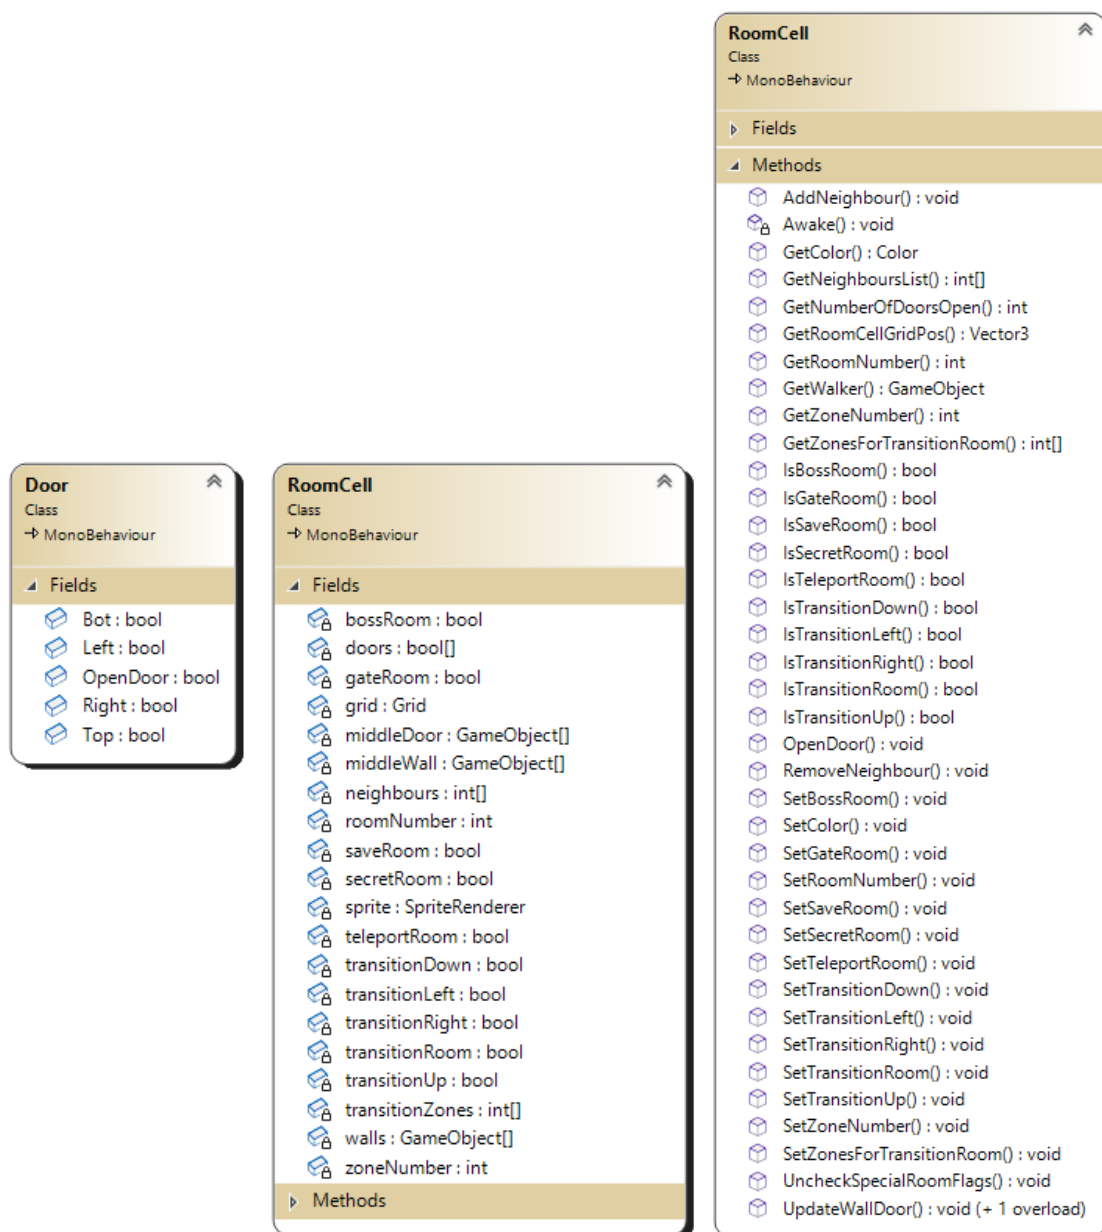 Door
Class
MonoBehaviour
Fields
Bot : bool
Left : bool
OpenDoor : bool
Right : bool
Top : bool
RoomCell
Class
MonoBehaviour
Fields
bossRoom : bool
doors : bool[]
gateRoom : bool
grid : Grid
middleDoor : GameObject[]
middleWall : GameObject[]
neighbours : int[]
roomNumber : int
saveRoom : bool
secretRoom : bool
sprite : SpriteRenderer
teleportRoom : bool
transitionDown : bool
transitionLeft : bool
transitionRight : bool
transitionRoom : bool
transitionUp : bool
transitionZones : int[]
walls : GameObject[]
zoneNumber : int
Methods
RoomCell
Class
MonoBehaviour
Fields
Methods
AddNeighbour() : void
Awake() : void
GetColor() : Color
GetNeighboursList() : int[]
GetNumberOfDoorsOpen() : int
GetRoomCellGridPos() : Vector3
GetRoomNumber() : int
GetWalker() : GameObject
GetZoneNumber() : int
GetZonesForTransitionRoom() : int[]
IsBossRoom() : bool
IsGateRoom() : bool
IsSaveRoom() : bool
IsSecretRoom() : bool
IsTeleportRoom() : bool
IsTransitionDown() : bool
IsTransitionLeft() : bool
IsTransitionRight() : bool
IsTransitionRoom() : bool
IsTransitionUp() : bool
OpenDoor() : void
RemoveNeighbour() : void
SetBossRoom() : void
SetColor() : void
SetGateRoom() : void
SetRoomNumber() : void
SetSaveRoom() : void
SetSecretRoom() : void
SetTeleportRoom() : void
SetTransitionDown() : void
SetTransitionLeft() : void
SetTransitionRight() : void
SetTransitionRoom() : void
SetTransitionUp() : void
SetZoneNumber() : void
SetZonesForTransitionRoom() : void
UncheckSpecialRoomFlags() : void
UpdateWallDoor() : void (+ 1 overload)